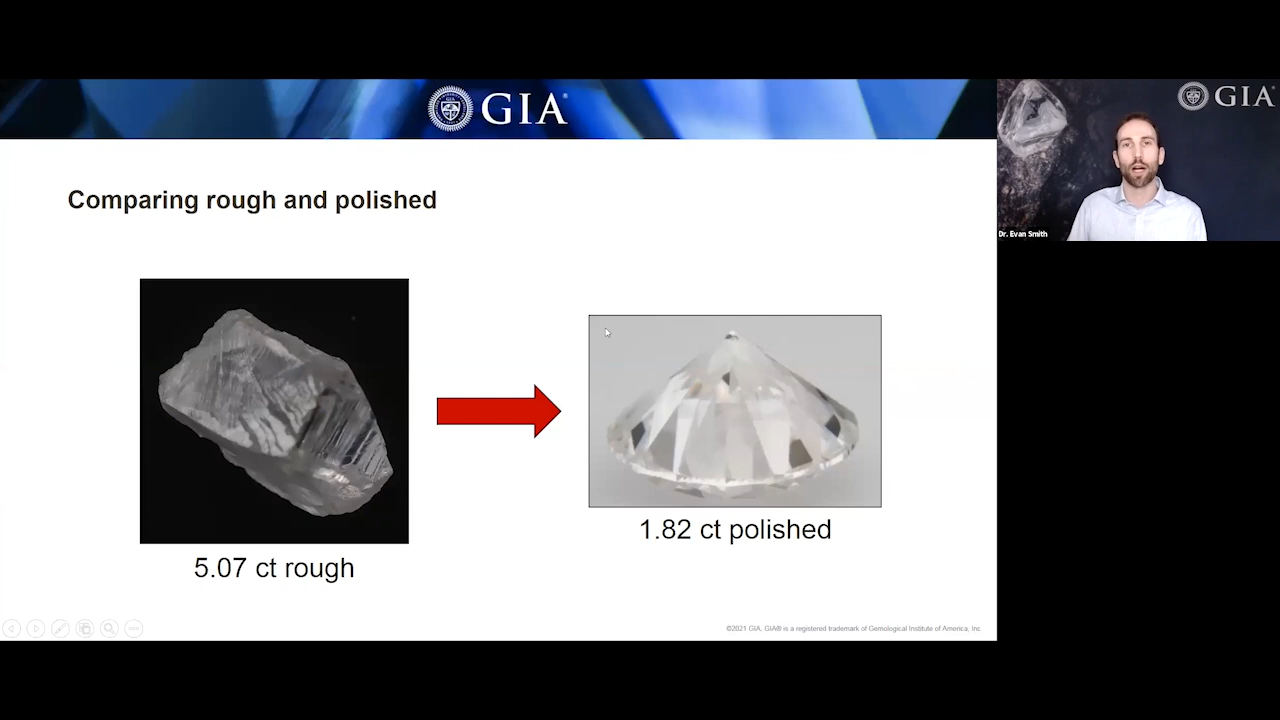 GIA®
GIA
Dr. Evan Smith
Comparing rough and polished
5.07 ct rough
1.82 ct polished
©2021 GIA. GIA® is a registered trademark of Gemological Institute of America, Inc